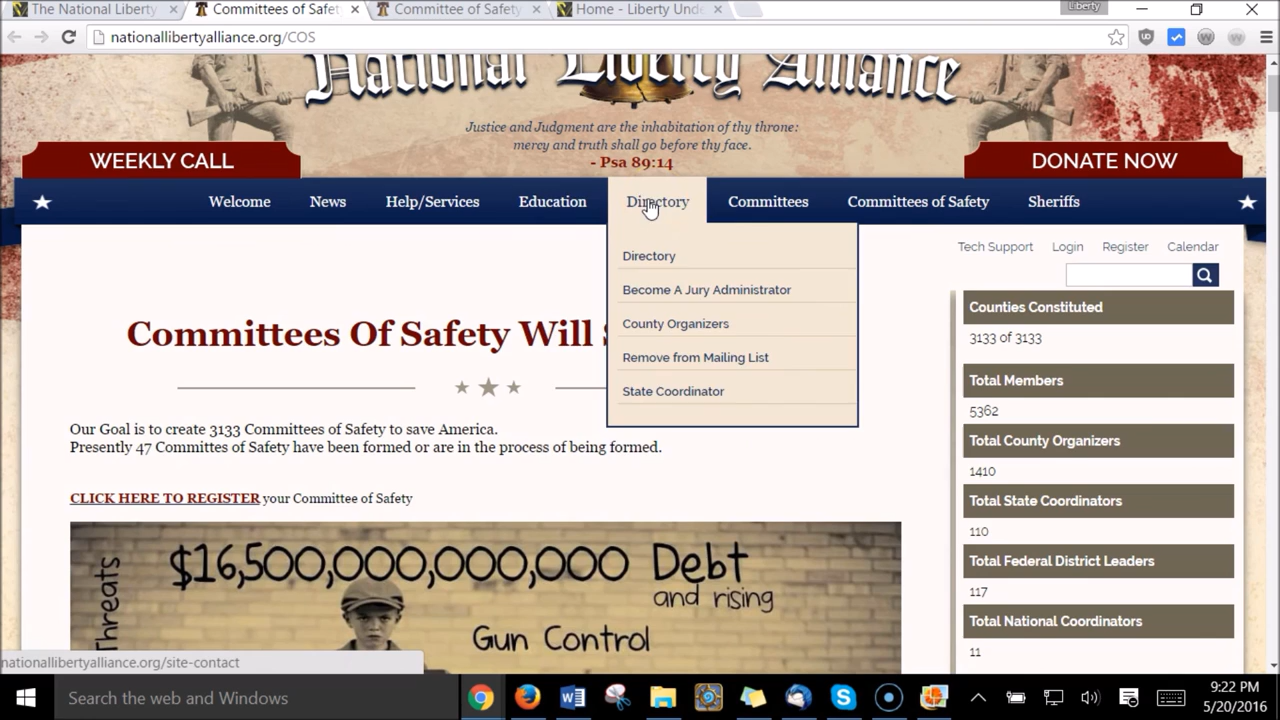 The National Liberty
Committees of Safet
Committee of Safety
Home - Liberty Und
Liberty
nationallibertyalliance.org/COS
National Liberty Alliance
Justice and Judgment are the inhabitation of thy throne:
mercy and truth shall go before thy face.
- Psa 89:14
WEEKLY CALL
DONATE NOW
Welcome News Help/Services Education Directory Committees Committees of Safety Sheriffs
Tech Support Login Register Calendar
Directory
Become A Jury Administrator
County Organizers
Remove from Mailing List
State Coordinator
Committees Of Safety Will
Our Goal is to create 3133 Committees of Safety to save America.
Presently 47 Committes of Safety have been formed or are in the process of being formed.
CLICK HERE TO REGISTER your Committee of Safety
$16,500,000,000,000 Debt
and rising
Threats
Gun Control
Counties Constituted
3133 of 3133
Total Members
5362
Total County Organizers
1410
Total State Coordinators
110
Total Federal District Leaders
117
Total National Coordinators
11
nationallibertyalliance.org/site-contact
Search the web and Windows
9:22 PM
5/20/2016